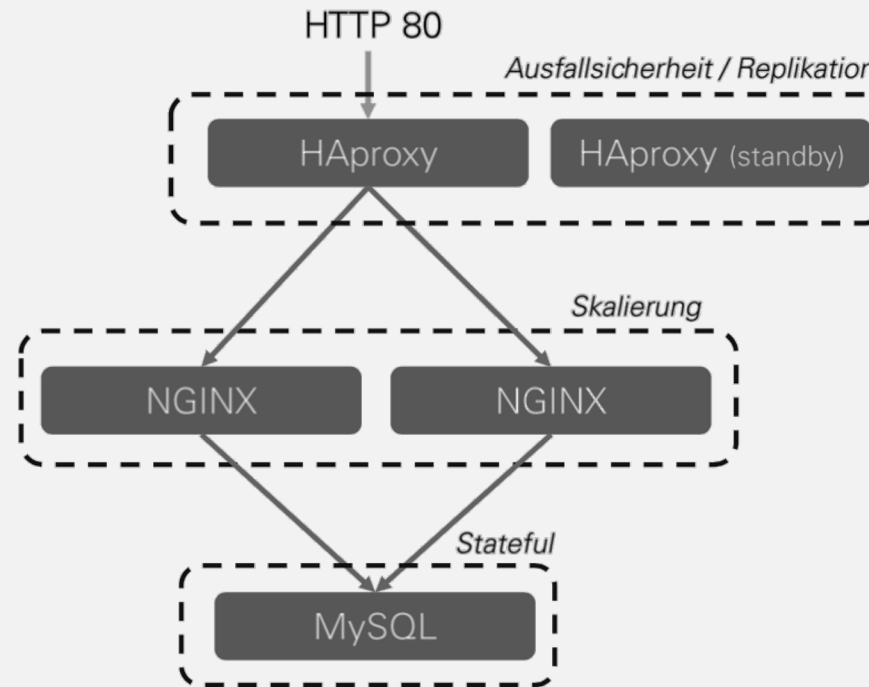 HTTP 80
Ausfallsicherheit / Replikation
HAproxy
HAproxy (standby)
Skalierung
NGINX
NGINX
Stateful
MySQL